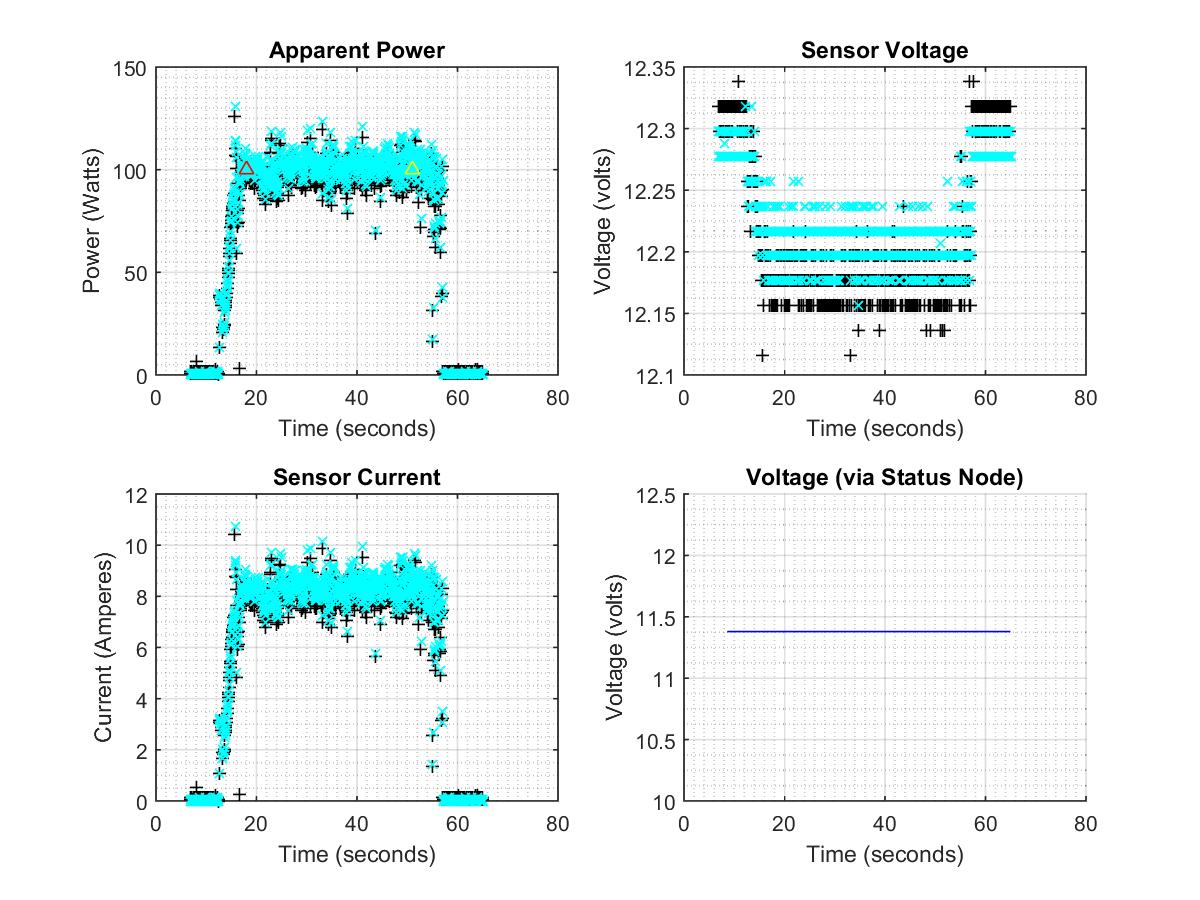 Apparent Power
150
100
50
0
Power (Watts)
0 20 40 60 80
Time (seconds)
Sensor Voltage
12.35
12.3
12.25
12.2
12.15
12.1
Voltage (volts)
0 20 40 60 80
Time (seconds)
Sensor Current
12
10
8
6
4
2
0
Current (Amperes)
0 20 40 60 80
Time (seconds)
Voltage (via Status Node)
12.5
12
11.5
11
10.5
10
Voltage (volts)
0 20 40 60 80
Time (seconds)